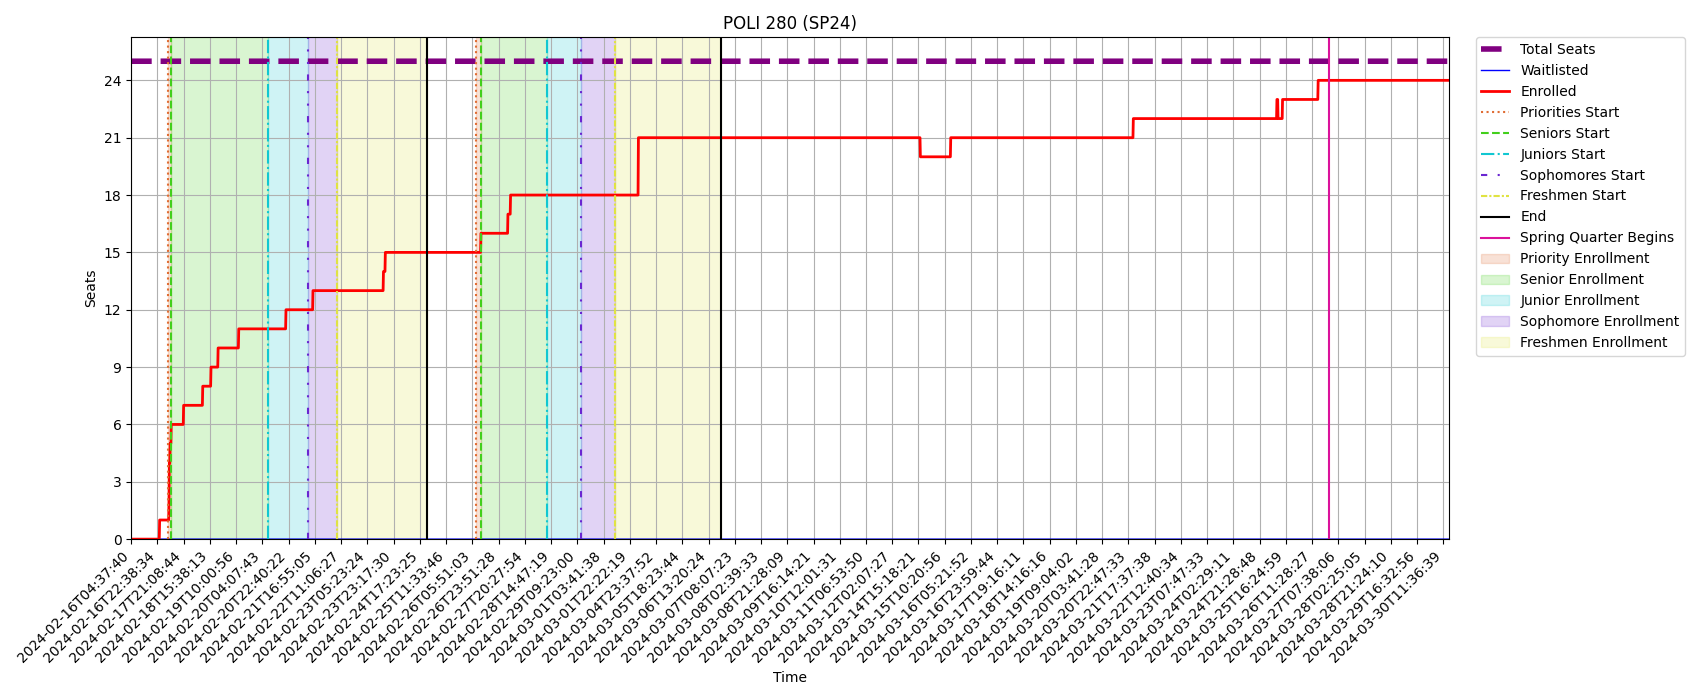 POLI 280 (SP24)
Seats
24
21
18
15
12
9
6
3
0
2024-02-16T04:37:40
2024-02-16T22:38:34
2024-02-17T21:08:44
2024-02-18T15:38:13
2024-02-19T10:00:56
2024-02-20T04:07:43
2024-02-20T22:40:22
2024-02-21T16:55:05
2024-02-22T11:06:27
2024-02-23T05:23:24
2024-02-23T23:17:30
2024-02-24T17:23:25
2024-02-25T11:33:46
2024-02-26T05:51:03
2024-02-26T23:51:28
2024-02-27T20:27:54
2024-02-28T14:47:19
2024-02-29T09:23:00
2024-03-01T03:41:38
2024-03-01T22:22:19
2024-03-04T23:37:52
2024-03-05T18:23:44
2024-03-06T13:20:24
2024-03-07T08:07:23
2024-03-08T02:39:33
2024-03-08T21:28:09
2024-03-09T16:14:21
2024-03-10T12:01:31
2024-03-11T06:53:50
2024-03-12T02:07:27
2024-03-14T15:18:21
2024-03-15T10:20:56
2024-03-16T05:21:52
2024-03-16T23:59:44
2024-03-17T19:16:11
2024-03-18T14:16:16
2024-03-19T09:04:02
2024-03-20T03:41:28
2024-03-20T22:47:33
2024-03-21T17:37:38
2024-03-22T12:40:34
2024-03-23T07:47:33
2024-03-24T02:29:11
2024-03-24T21:28:48
2024-03-25T16:24:59
2024-03-26T11:28:27
2024-03-27T07:38:06
2024-03-28T02:25:05
2024-03-28T21:24:10
2024-03-29T16:32:56
2024-03-30T11:36:39
Time
Total Seats
Waitlisted
Enrolled
Priorities Start
Seniors Start
Juniors Start
Sophomores Start
Freshmen Start
End
Spring Quarter Begins
Priority Enrollment
Senior Enrollment
Junior Enrollment
Sophomore Enrollment
Freshmen Enrollment